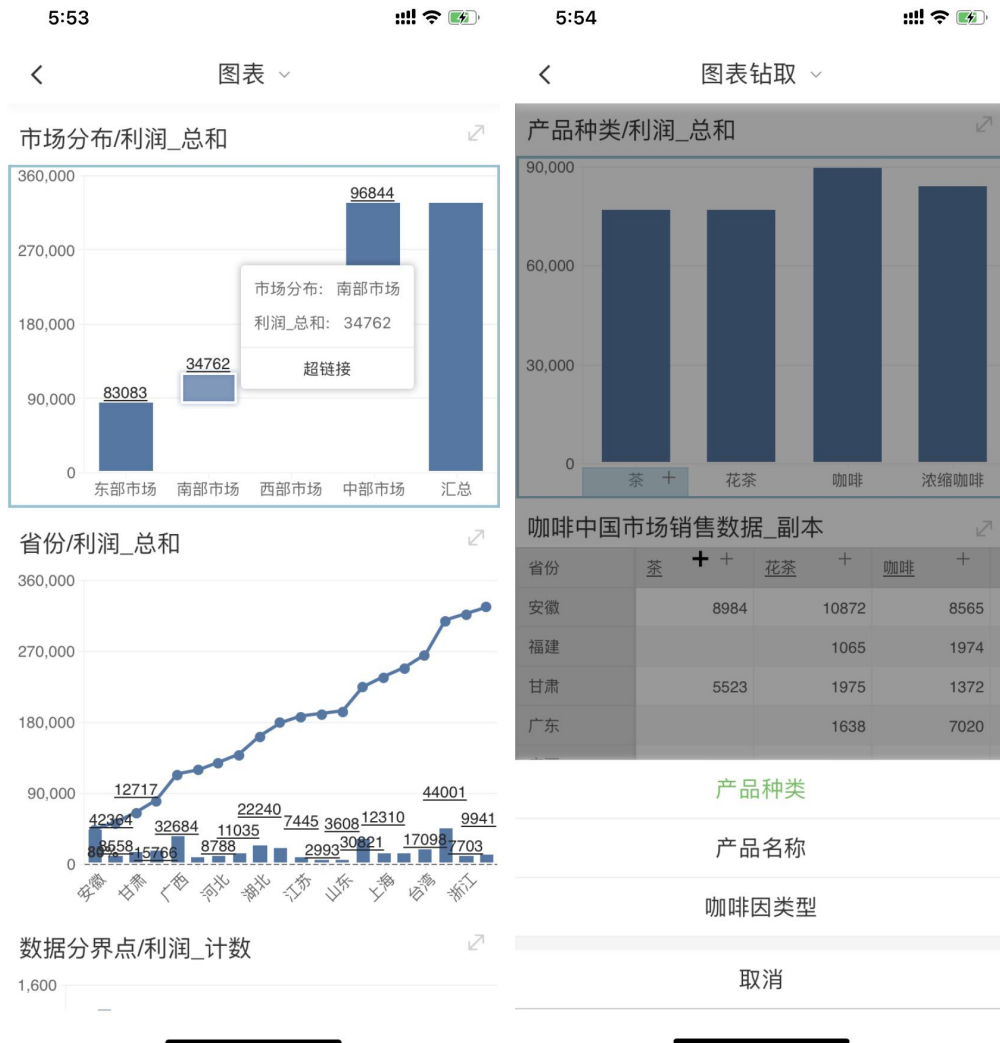 5:53
图表
市场分布/利润_总和
360,000
270,000
180,000
90,000
0
83083
34762
96844
市场分布: 南部市场
利润_总和: 34762
超链接
东部市场 南部市场 西部市场 中部市场 汇总
省份/利润_总和
360,000
270,000
180,000
90,000
0
42364
8558
12717
15766
32684
8788
11035
22240
7445
2993
3608
30821
12310
17098
44001
7703
9941
安徽 甘肃 广西 河北 湖北 江苏 山东 上海 台湾 浙江
数据分界点/利润_计数
1,600
5:54
图表钻取
产品种类/利润_总和
90,000
60,000
30,000
0
茶 + 花茶 咖啡 浓缩咖啡
咖啡中国市场销售数据_副本
省份 茶 + + 花茶 + 咖啡 +
安徽 8984 10872 8565
福建 1065 1974
甘肃 5523 1975 1372
广东 1638 7020
产品种类
产品名称
咖啡因类型
取消